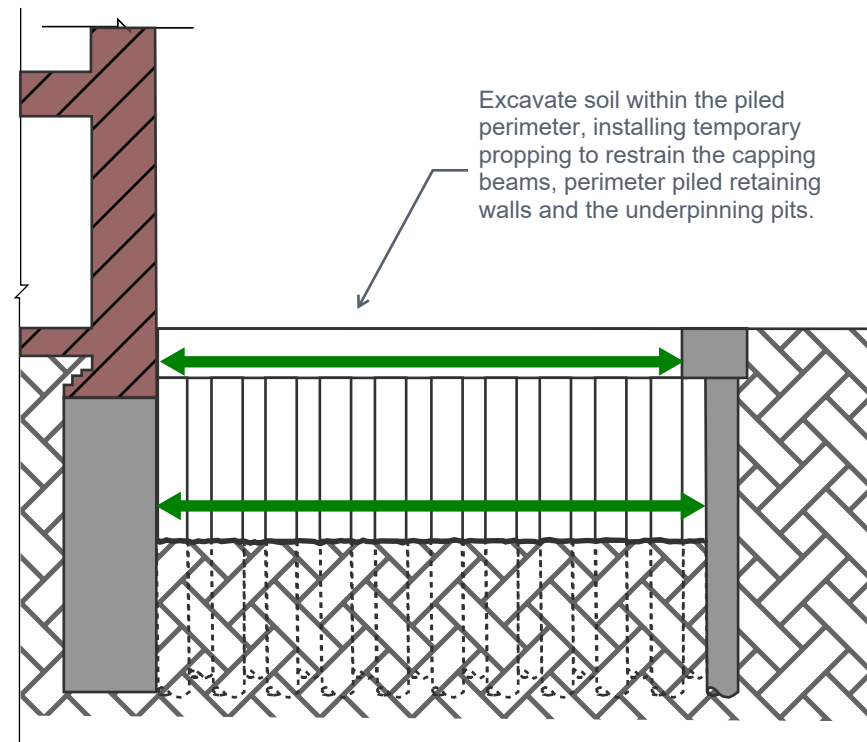 Excavate soil within the piled
perimeter, installing temporary
propping to restrain the capping
beams, perimeter piled retaining
walls and the underpinning pits.